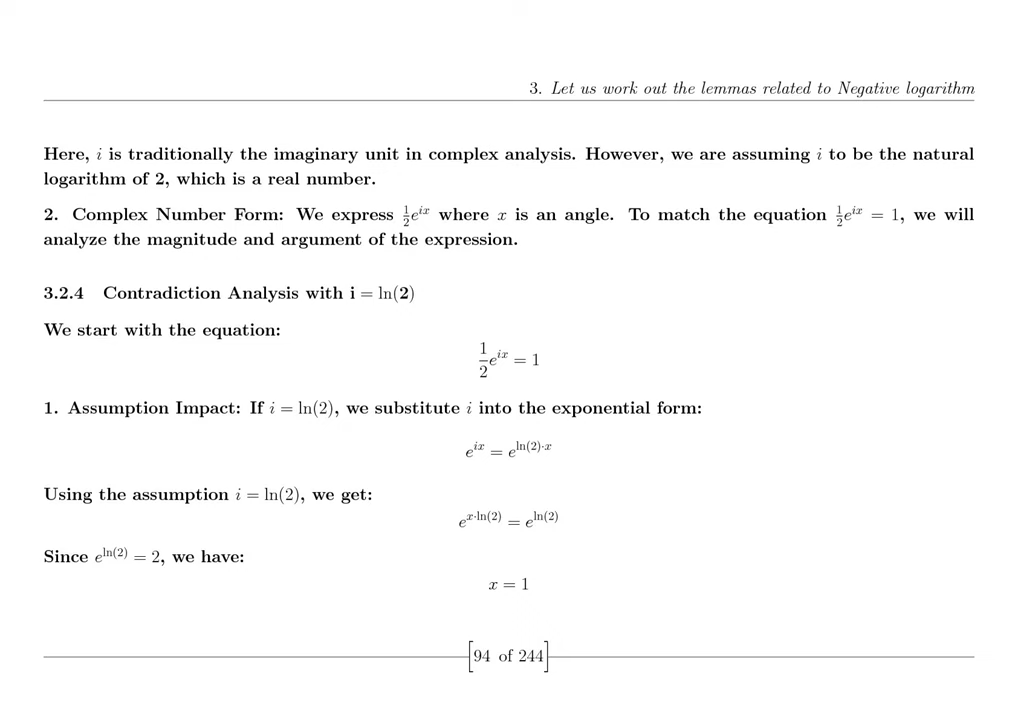 3. Let us work out the lemmas related to Negative logarithm
Here, i is traditionally the imaginary unit in complex analysis. However, we are assuming i to be the natural
logarithm of 2, which is a real number.
2. Complex Number Form: We express \frac{1}{2}e^{ix} where x is an angle. To match the equation \frac{1}{2}e^{ix} = 1, we will
analyze the magnitude and argument of the expression.
3.2.4 Contradiction Analysis with i = ln(2)
We start with the equation:
\frac{1}{2}e^{ix} = 1
1. Assumption Impact: If i = ln(2), we substitute i into the exponential form:
e^{ix} = e^{ln(2)·x}
Using the assumption i = ln(2), we get:
e^{x·ln(2)} = e^{ln(2)}
Since e^{ln(2)} = 2, we have:
x = 1
[94 of 244]